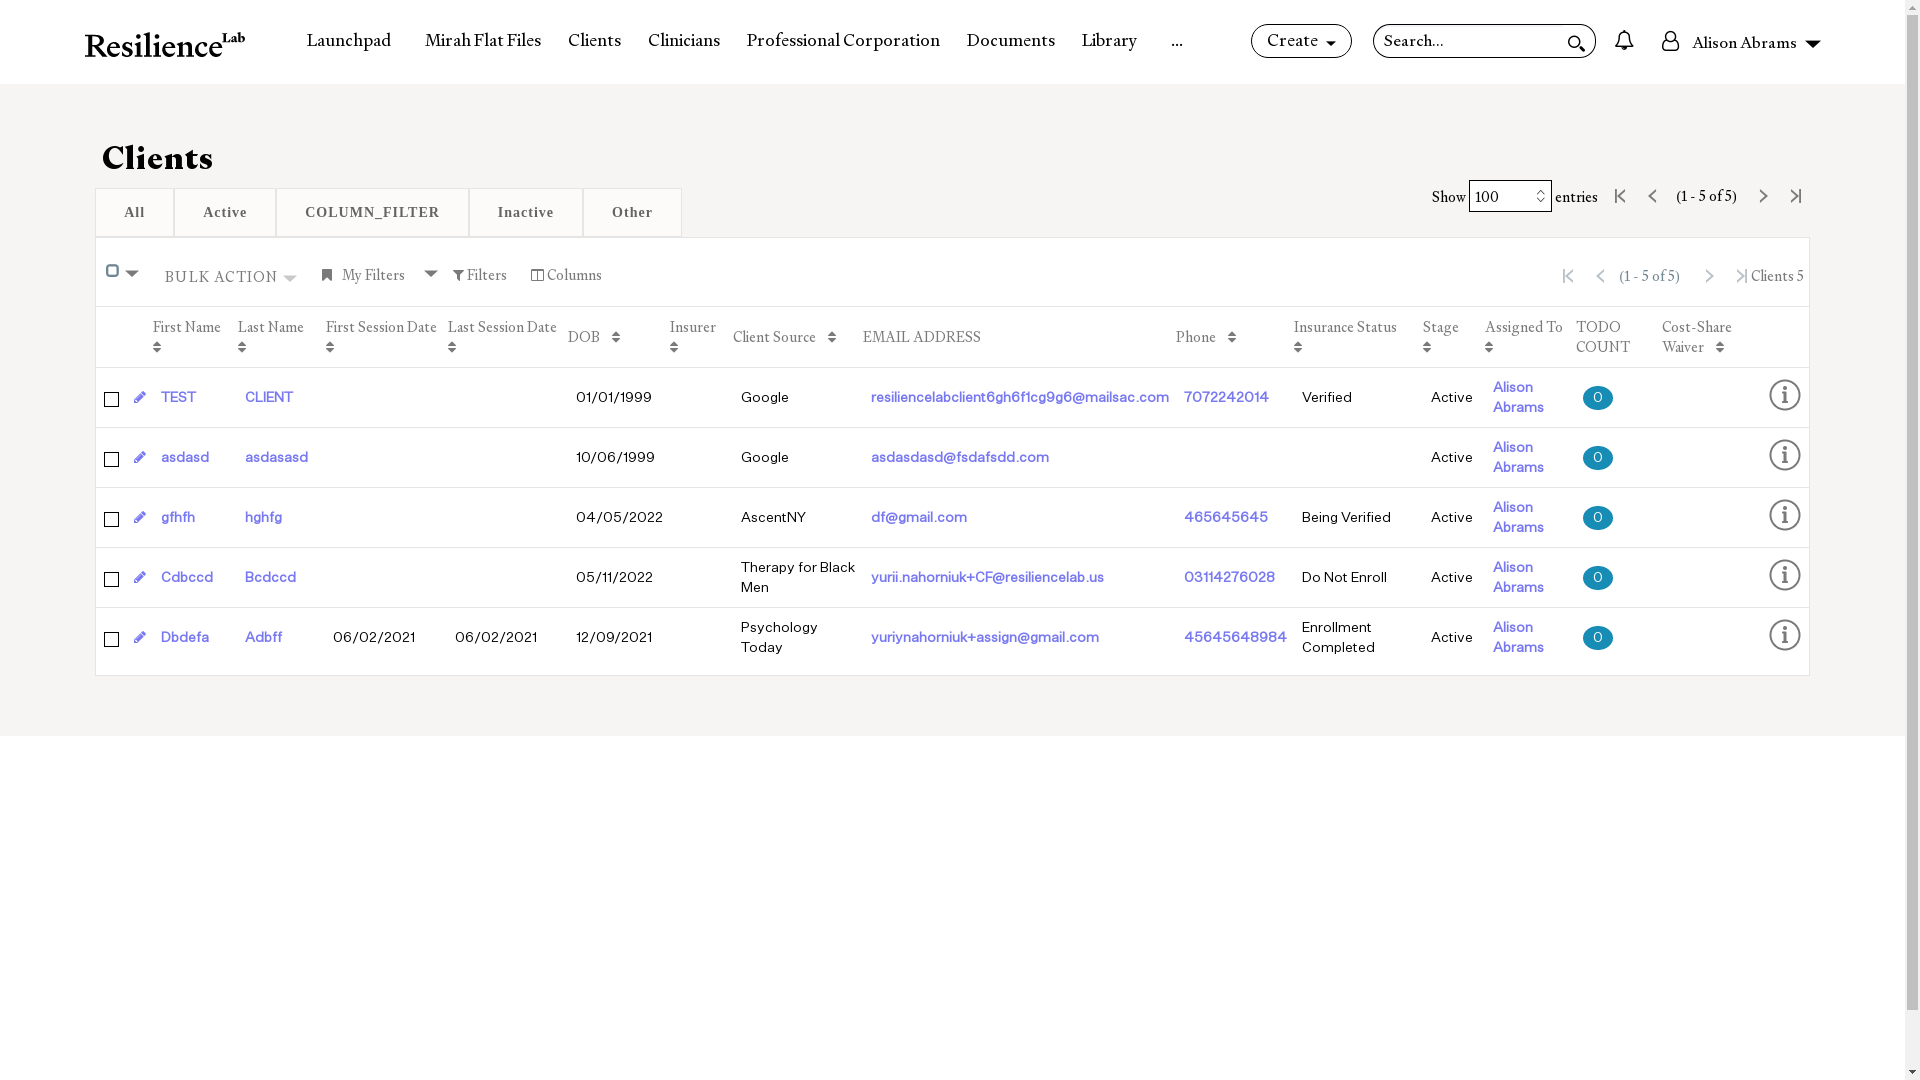 ResilienceLab Launchpad Mirah Flat Files Clients Clinicians Professional Corporation Documents Library ... Create Search... Alison Abrams
Clients
Show 100 entries (1 - 5 of 5)
All Active COLUMN_FILTER Inactive Other
BULK ACTION My Filters Filters Columns (1 - 5 of 5) Clients 5
First Name Last Name First Session Date Last Session Date DOB Insurer Client Source EMAIL ADDRESS Phone Insurance Status Stage Assigned To TODO COUNT Cost-Share Waiver
TEST CLIENT 01/01/1999 Google resiliencelabclient6gh6f1cg9g6@mailsac.com 7072242014 Verified Active Alison Abrams 0
asdasd asdasasd 10/06/1999 Google asdasdasd@fsdafsdd.com Active Alison Abrams 0
gfhfh hghfg 04/05/2022 AscentNY df@gmail.com 465645645 Being Verified Active Alison Abrams 0
Cdbccd Bcdccd 05/11/2022 Therapy for Black Men yurii.nahorniuk+CF@resiliencelab.us 03114276028 Do Not Enroll Active Alison Abrams 0
Dbdefa Adbff 06/02/2021 06/02/2021 12/09/2021 Psychology Today yuriynahorniuk+assign@gmail.com 45645648984 Enrollment Completed Active Alison Abrams 0